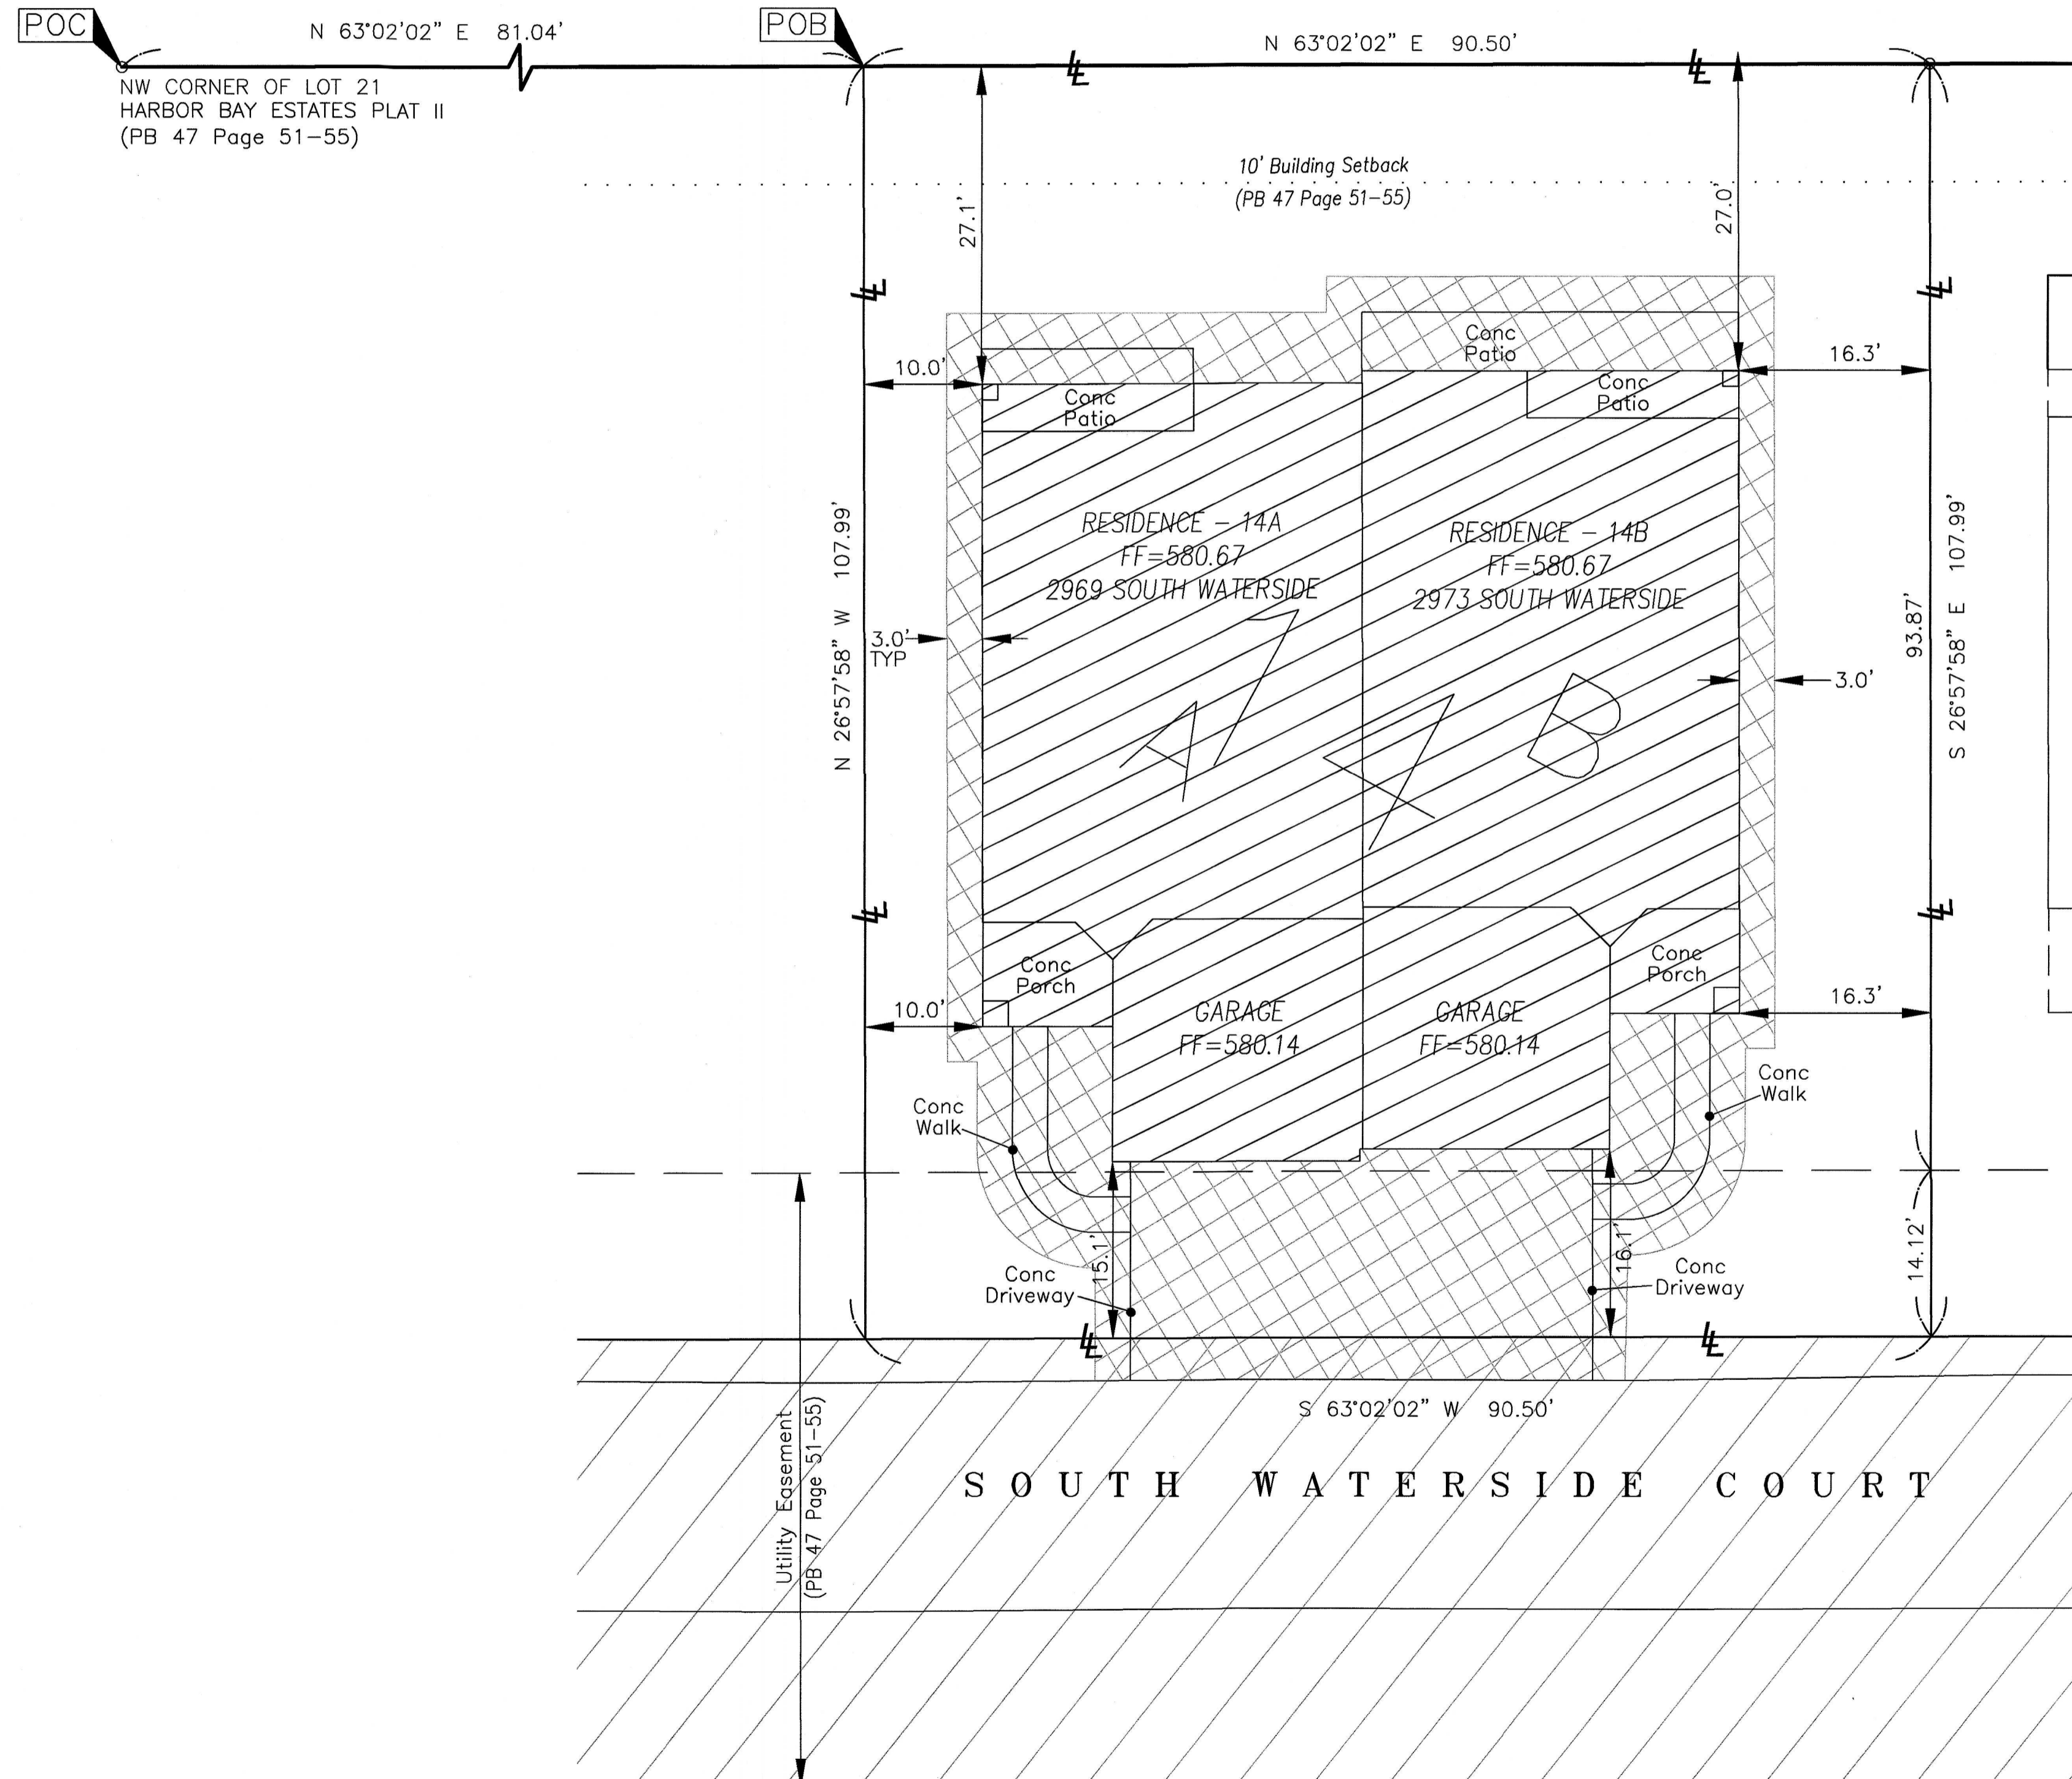 POC
N 63°02'02" E 81.04'
POB
N 63°02'02" E 90.50'
NW CORNER OF LOT 21
HARBOR BAY ESTATES PLAT II
(PB 47 Page 51-55)
10' Building Setback
(PB 47 Page 51-55)
27.1'
27.0'
Conc
Patio
10.0'
16.3'
Conc
Patio
Conc
Patio
RESIDENCE - 14A
FF=580.67
2969 SOUTH WATERSIDE
RESIDENCE - 14B
FF=580.67
2973 SOUTH WATERSIDE
N 26°57'58" W 107.99'
3.0'
TYP
93.87'
S 26°57'58" E 107.99'
3.0'
Conc
Porch
Conc
Porch
10.0'
16.3'
GARAGE
FF=580.14
GARAGE
FF=580.14
Conc
Walk
Conc
Walk
15.1'
16.1'
14.12'
Conc
Driveway
Conc
Driveway
S 63°02'02" W 90.50'
Utility Easement
(PB 47 Page 51-55)
SOUTH WATERSIDE COURT